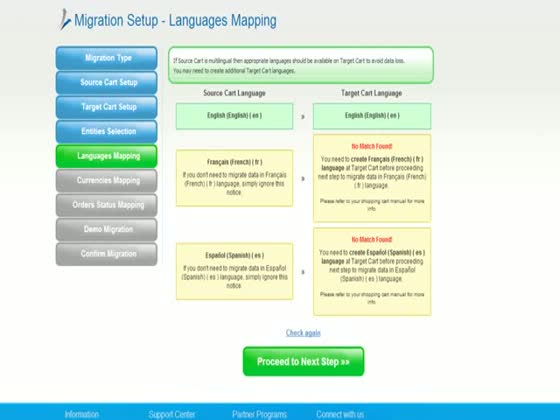 Migration Setup - Languages Mapping
Migration Type
Source Cart Setup
Target Cart Setup
Entities Selection
Languages Mapping
Currencies Mapping
Orders Status Mapping
Demo Migration
Confirm Migration
If Source Cart is multilingual then appropriate languages should be available on Target Cart to avoid data loss.
You may need to create additional Target Cart languages.
Source Cart Language
Target Cart Language
English (English) ( en )
»
English (English) ( en )
Français (French) ( fr )
If you don't need to migrate data in Français
(French) ( fr ) language, simply ignore this
notice.
»
No Match Found!
You need to create Français (French) ( fr )
language at Target Cart before proceeding
next step to migrate data in Français (French)
( fr ) language.
Please refer to your shopping cart manual for more
info.
Español (Spanish) ( es )
If you don't need to migrate data in Español
(Spanish) ( es ) language, simply ignore this
notice.
»
No Match Found!
You need to create Español (Spanish) ( es )
language at Target Cart before proceeding
next step to migrate data in Español
(Spanish) ( es ) language.
Please refer to your shopping cart manual for more
info.
Check again
Proceed to Next Step »»
Information
Support Center
Partner Programs
Connect with us